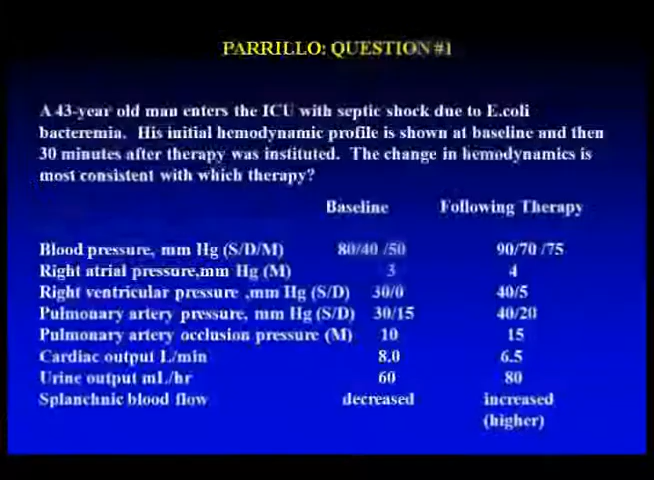 PARRILLO: QUESTION #1
A 43-year old man enters the ICU with septic shock due to E.coli
bacteremia. His initial hemodynamic profile is shown at baseline and then
30 minutes after therapy was instituted. The change in hemodynamics is
most consistent with which therapy?
Baseline Following Therapy
Blood pressure, mm Hg (S/D/M) 80/40 /50 90/70 /75
Right atrial pressure,mm Hg (M) 3 4
Right ventricular pressure ,mm Hg (S/D) 30/0 40/5
Pulmonary artery pressure, mm Hg (S/D) 30/15 40/20
Pulmonary artery occlusion pressure (M) 10 15
Cardiac output L/min 8.0 6.5
Urine output mL/hr 60 80
Splanchnic blood flow decreased increased
(higher)